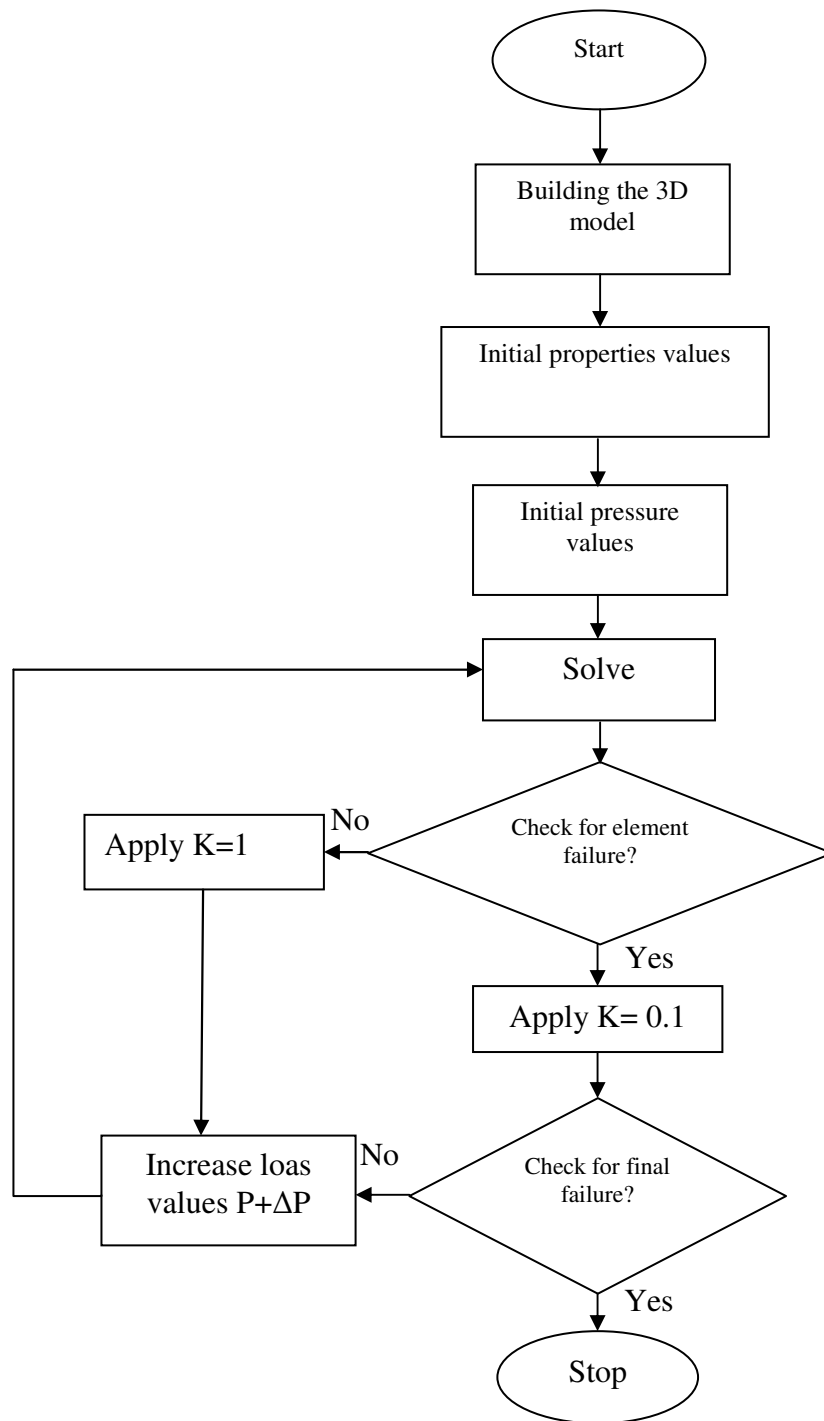 Start
Building the 3D
model
Initial properties values
Initial pressure
values
Solve
Check for element
failure?
No
Apply K=1
Yes
Apply K= 0.1
Check for final
failure?
No
Increase loas
values P+ΔP
Yes
Stop